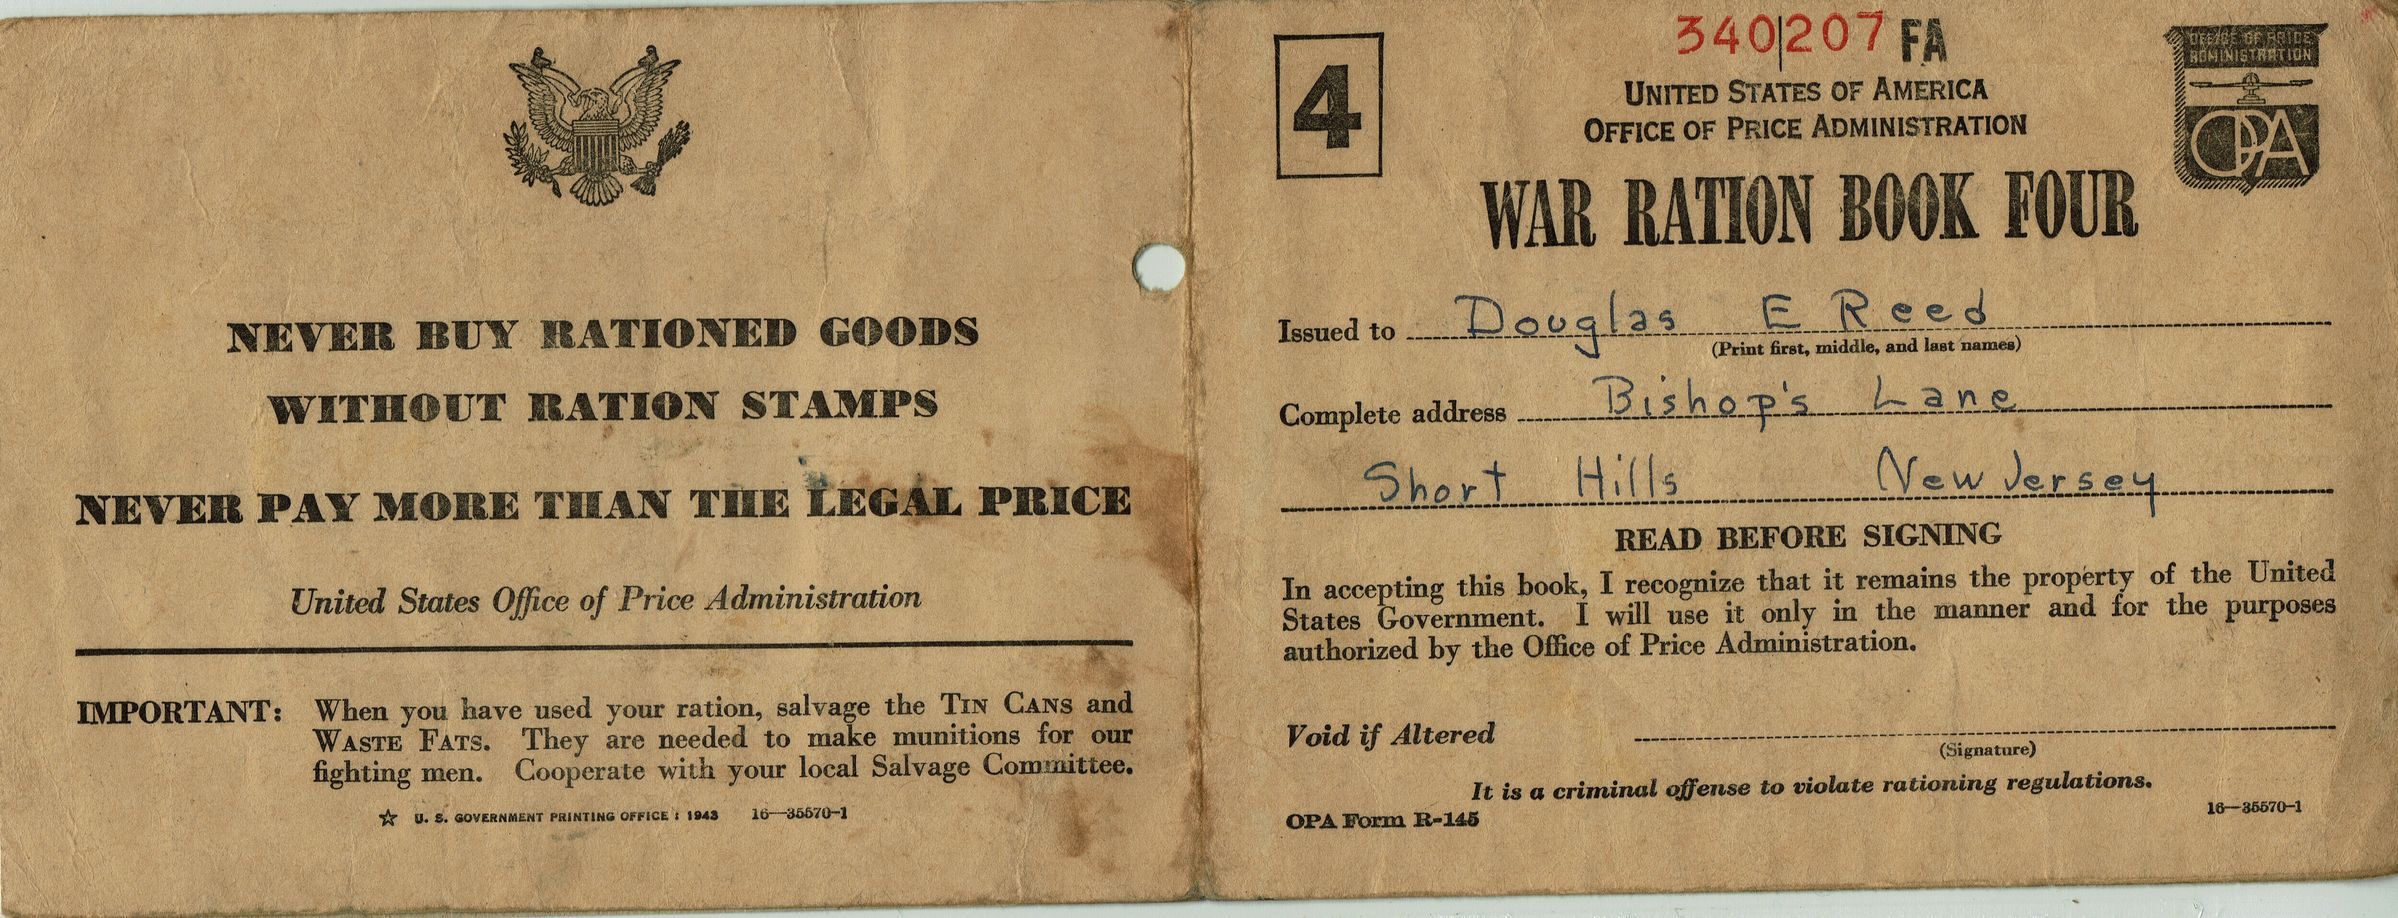 NEVER BUY RATIONED GOODS
WITHOUT RATION STAMPS
NEVER PAY MORE THAN THE LEGAL PRICE
United States Office of Price Administration
IMPORTANT: When you have used your ration, salvage the TIN CANS and
WASTE FATS. They are needed to make munitions for our
fighting men. Cooperate with your local Salvage Committee.
☆ U. S. GOVERNMENT PRINTING OFFICE : 1943 16—35570-1
4
340207 FA
UNITED STATES OF AMERICA
OFFICE OF PRICE ADMINISTRATION
OFFICE OF PRICE
ADMINISTRATION
OPA
WAR RATION BOOK FOUR
Issued to Douglas E Reed
(Print first, middle, and last names)
Complete address Bishop's Lane
Short Hills New Jersey
READ BEFORE SIGNING
In accepting this book, I recognize that it remains the property of the United
States Government. I will use it only in the manner and for the purposes
authorized by the Office of Price Administration.
Void if Altered
(Signature)
It is a criminal offense to violate rationing regulations.
OPA Form R-145 16—35570-1